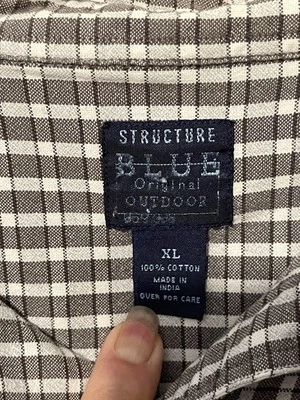 STRUCTURE
BLUE
Original
OUTDOOR
XL
100% COTTON
MADE IN
INDIA
OVER FOR CARE